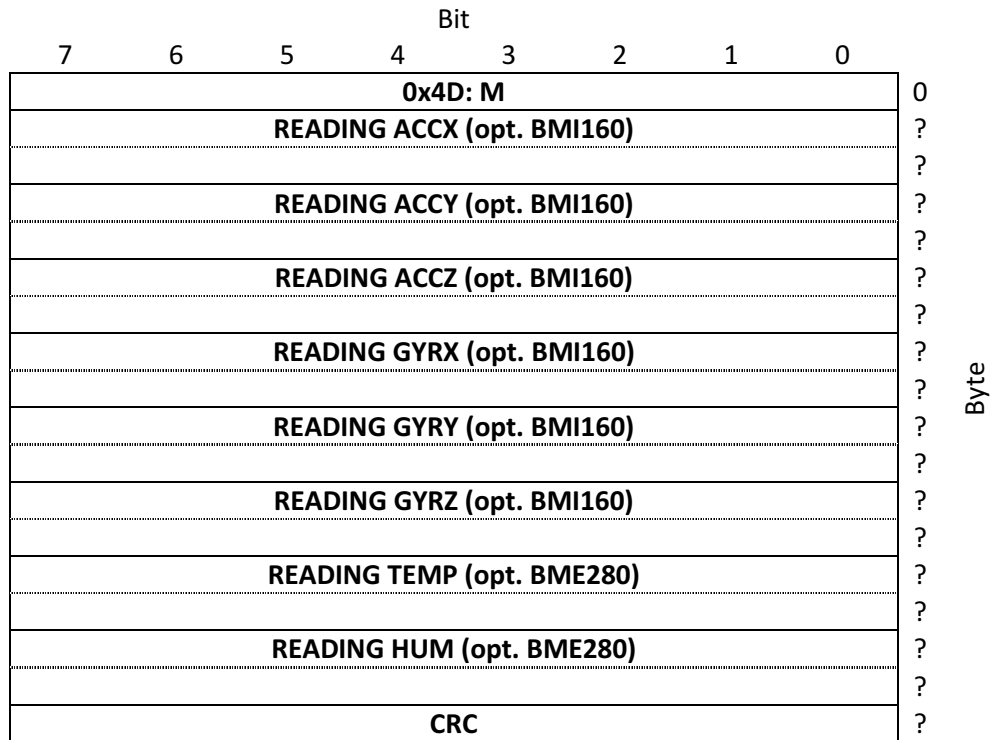 Bit
7 6 5 4 3 2 1 0
0x4D: M 0
READING ACCX (opt. BMI160) ?
?
READING ACCY (opt. BMI160) ?
?
READING ACCZ (opt. BMI160) ?
?
READING GYRX (opt. BMI160) ?
?
READING GYRY (opt. BMI160) ?
?
READING GYRZ (opt. BMI160) ?
?
READING TEMP (opt. BME280) ?
?
READING HUM (opt. BME280) ?
?
CRC ?
Byte